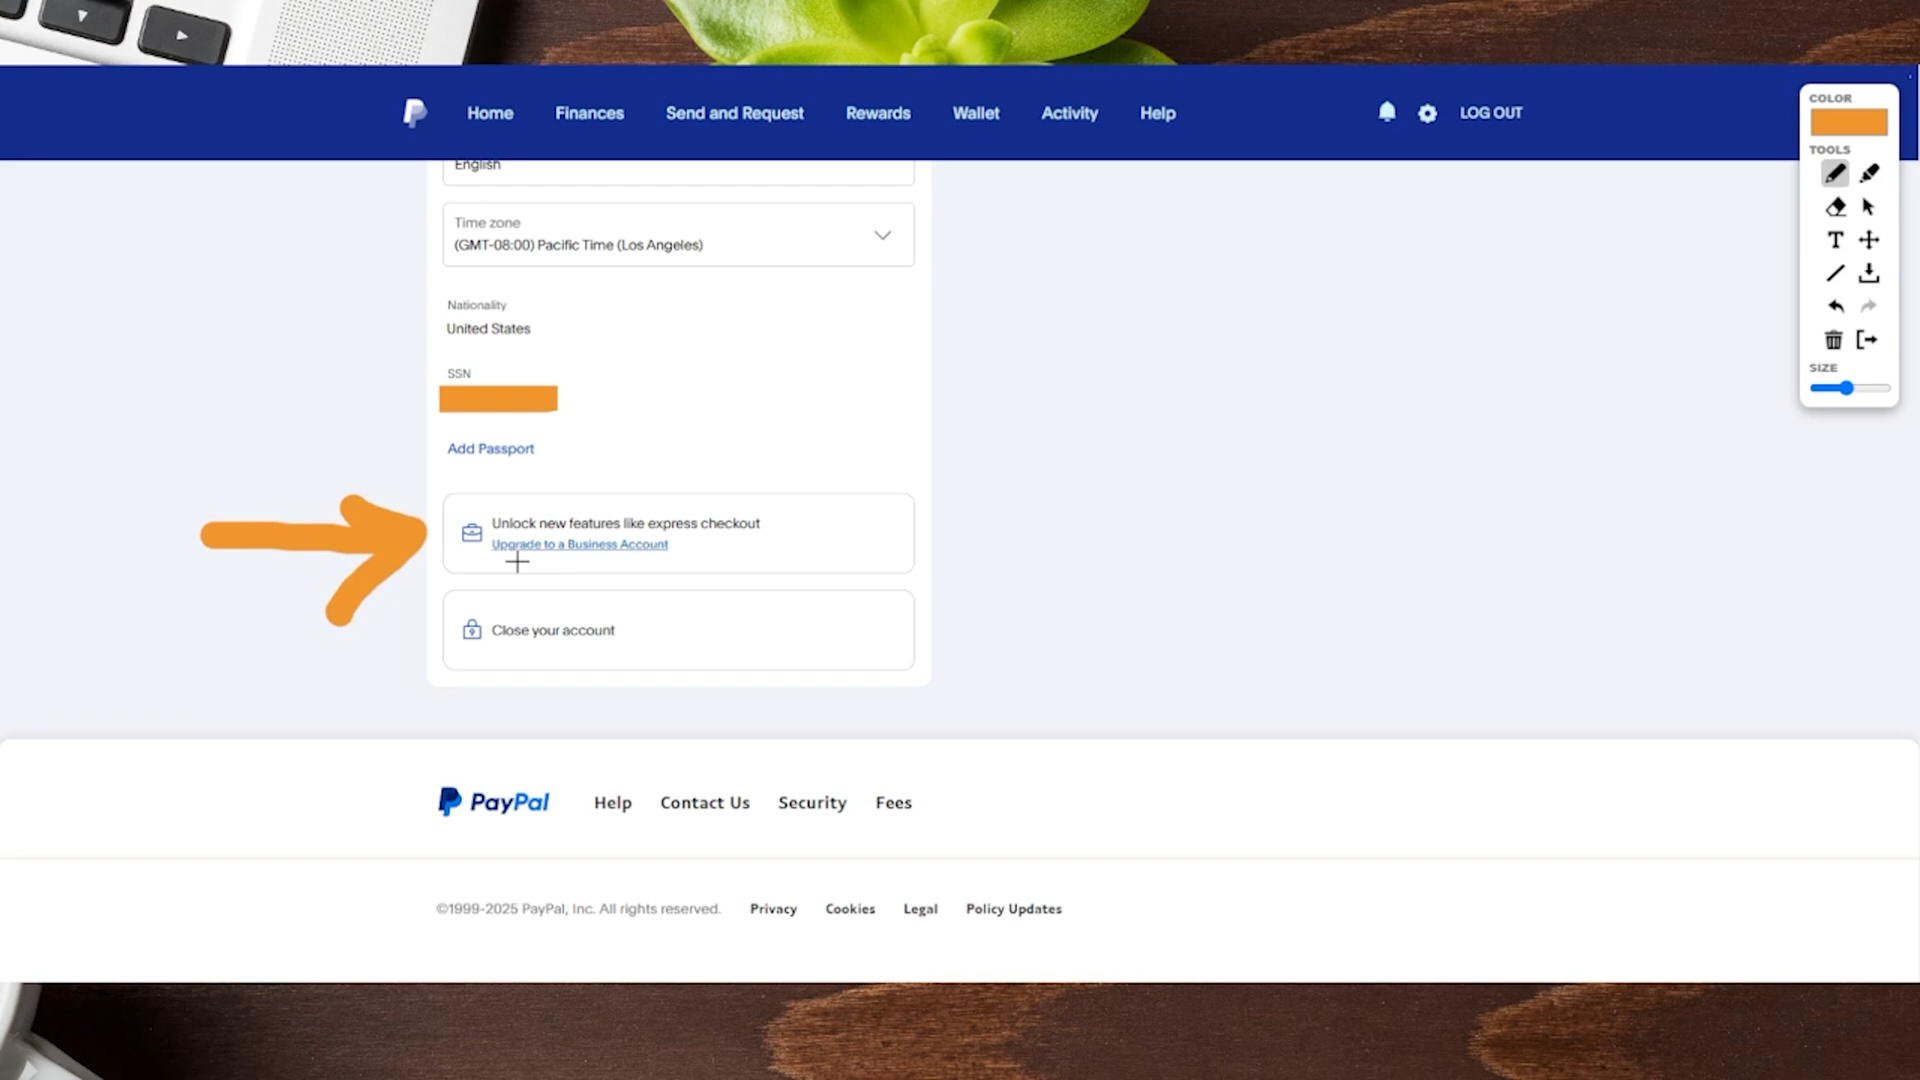 Home Finances Send and Request Rewards Wallet Activity Help LOG OUT
COLOR
TOOLS
SIZE
English
Time zone
(GMT-08:00) Pacific Time (Los Angeles)
Nationality
United States
SSN
Add Passport
Unlock new features like express checkout
Upgrade to a Business Account
Close your account
PayPal Help Contact Us Security Fees
©1999-2025 PayPal, Inc. All rights reserved. Privacy Cookies Legal Policy Updates